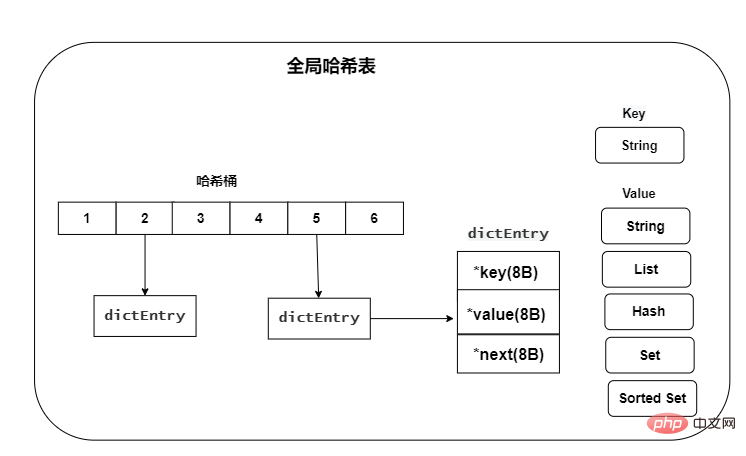 全局哈希表
Key
String
哈希桶
Value
1 2 3 4 5 6
String
dictEntry
*key(8B)
List
*value(8B)
Hash
dictEntry
dictEntry
*next(8B)
Set
Sorted Set
php 中文网